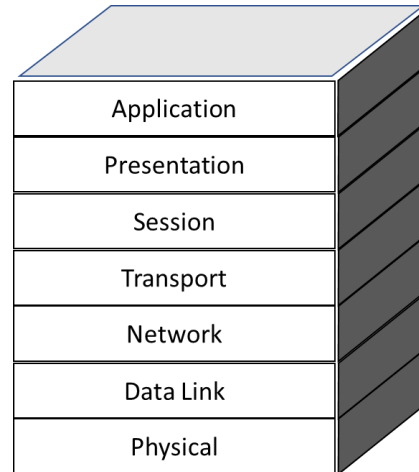 Application
Presentation
Session
Transport
Network
Data Link
Physical